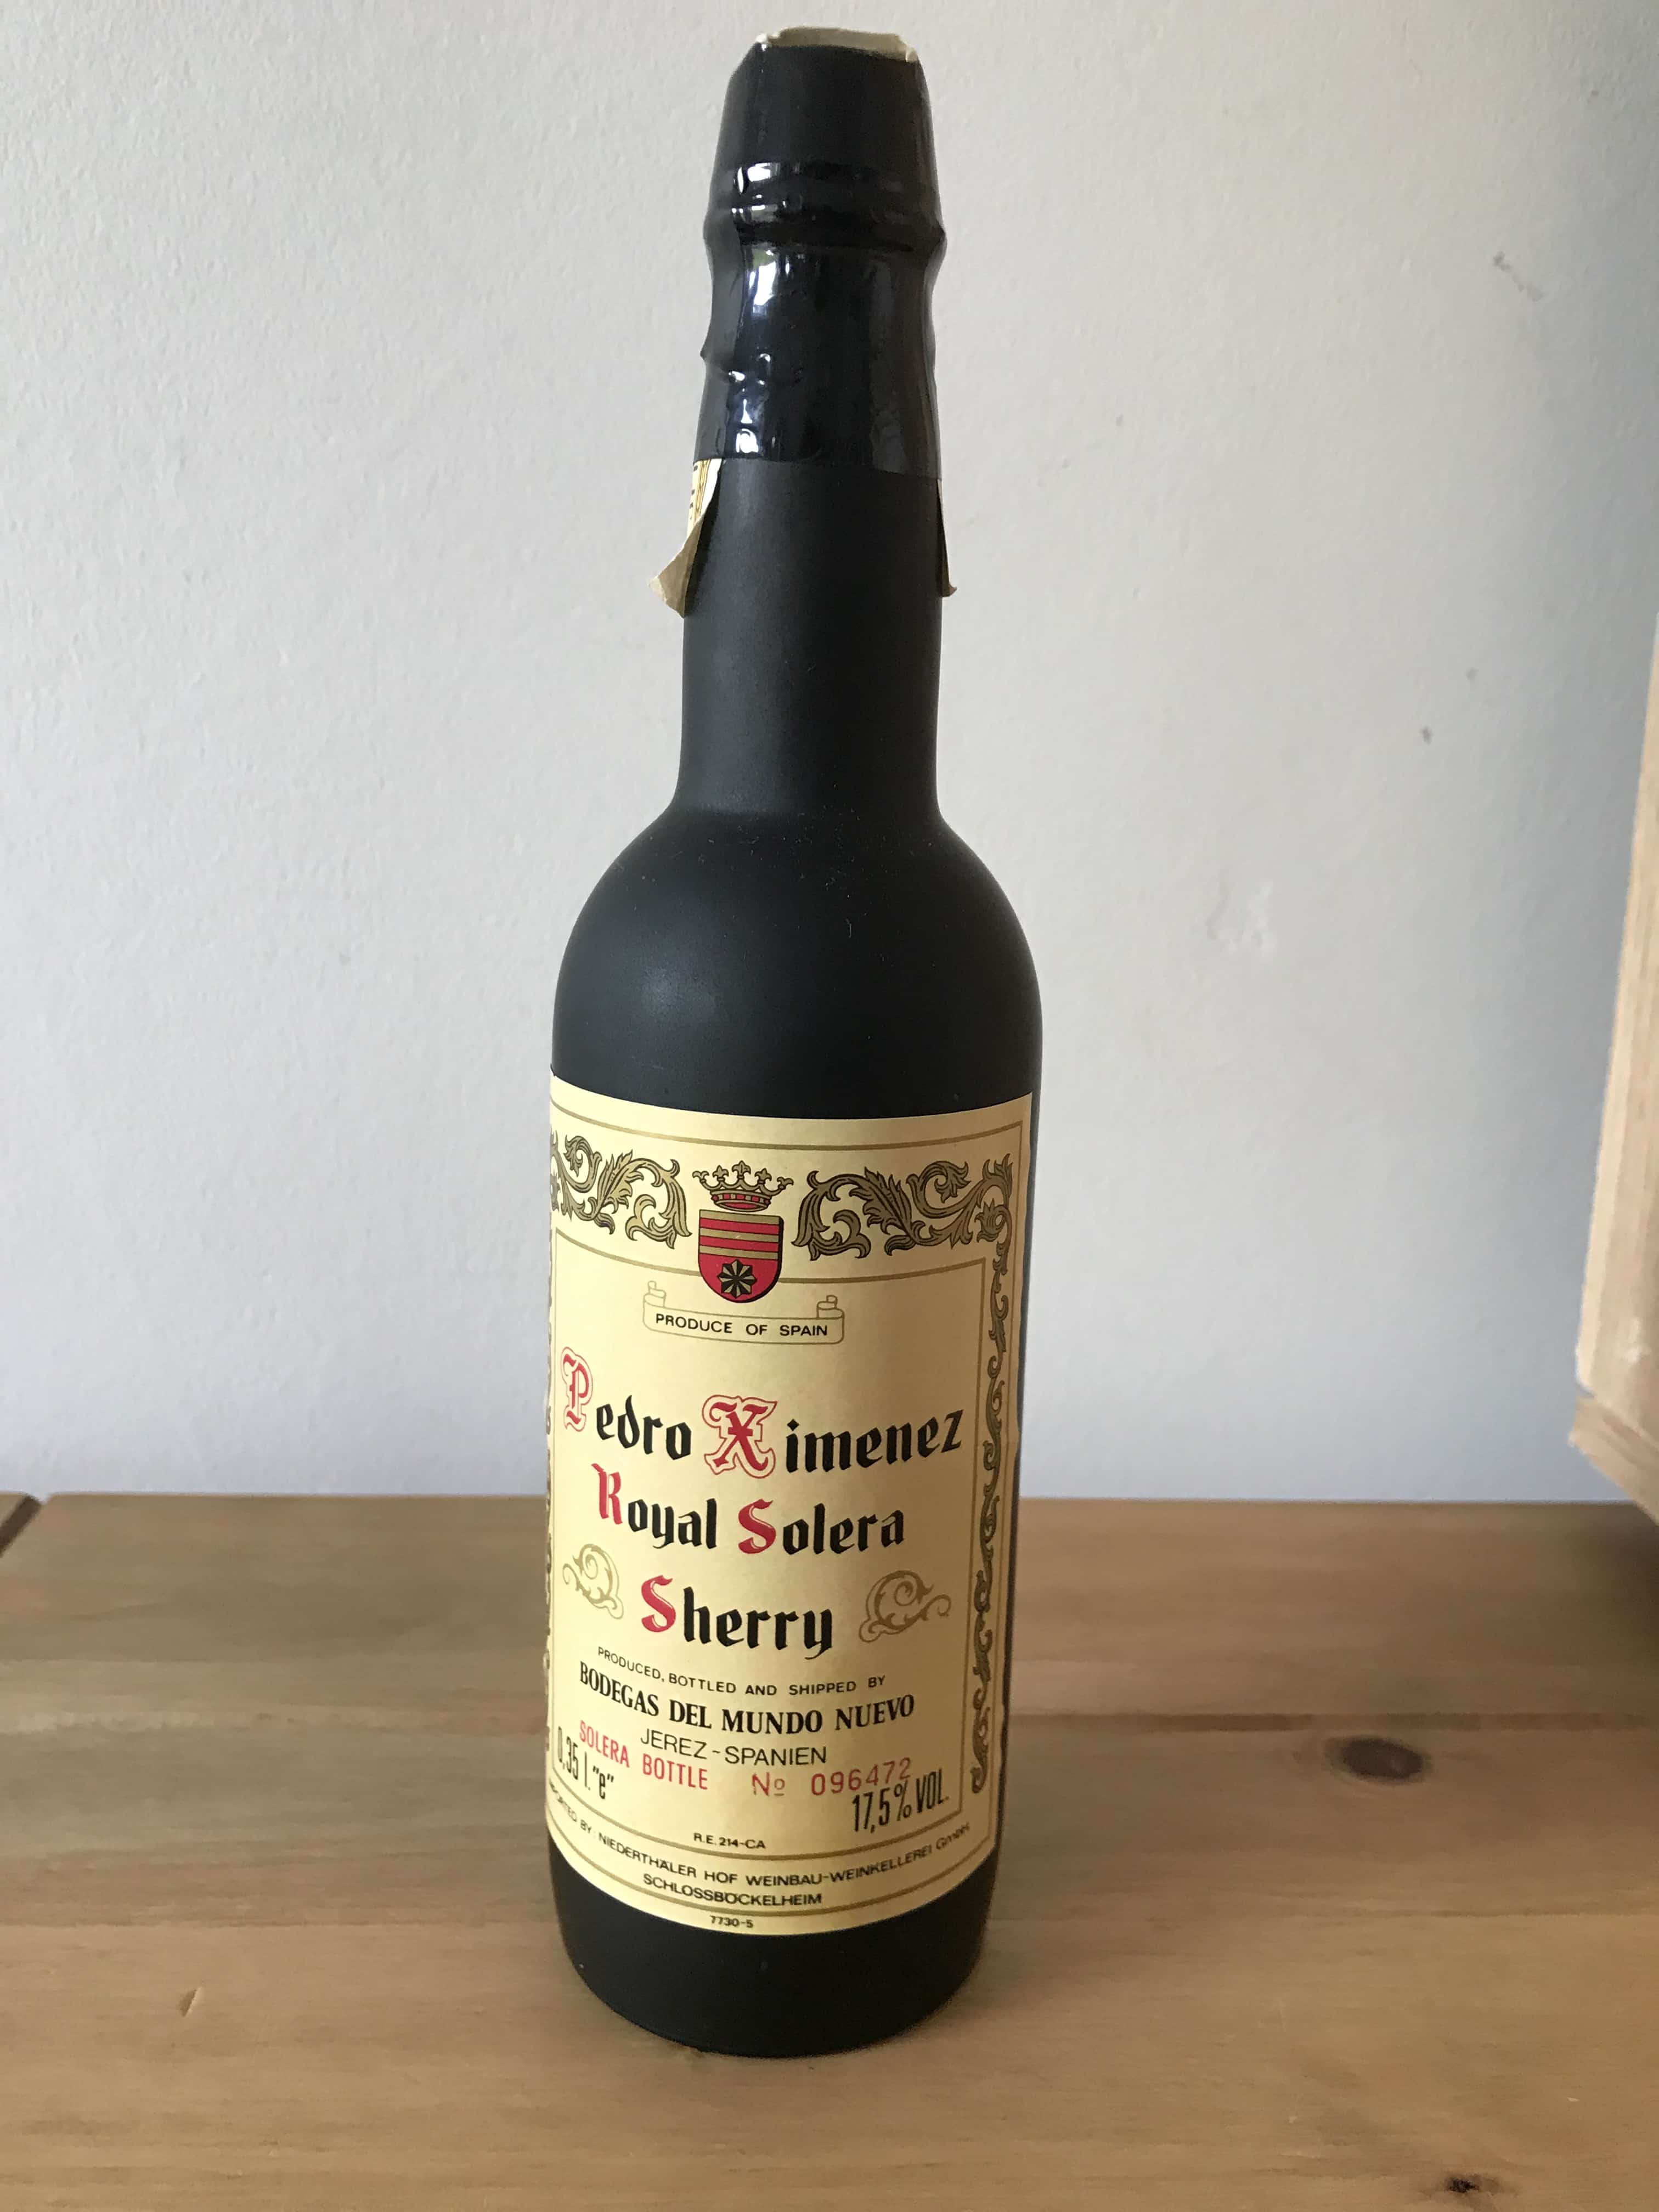 PRODUCE OF SPAIN
Pedro Ximenez
Royal Solera
Sherry
PRODUCED, BOTTLED AND SHIPPED BY
BODEGAS DEL MUNDO NUEVO
JEREZ-SPANIEN
SOLERA BOTTLE Nº 096472
0,35 l."e"
17,5% VOL.
R.E. 214-CA
IMPORTED BY: NIEDERTHÄLER HOF WEINBAU-WEINKELLEREI GmbH
SCHLOSSBÖCKELHEIM
7730-5